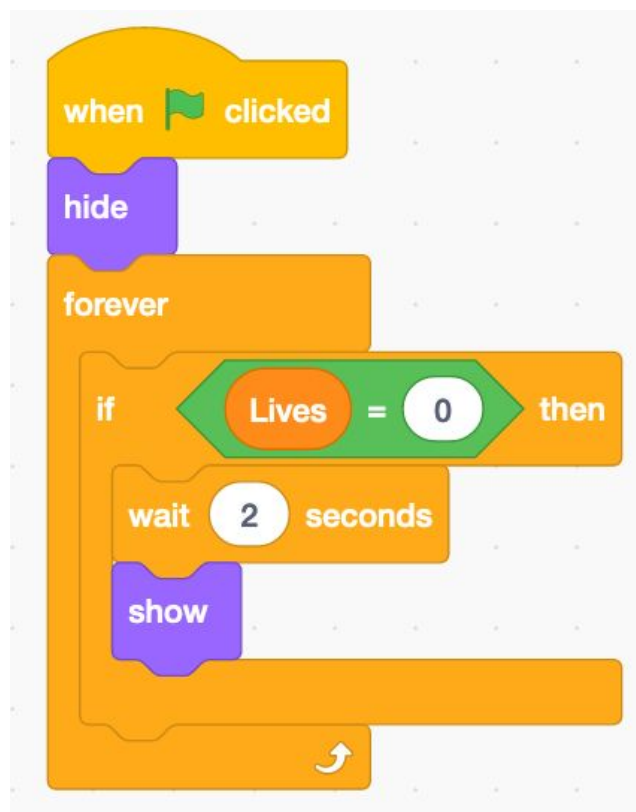 when clicked
hide
forever
if Lives = 0 then
wait 2 seconds
show